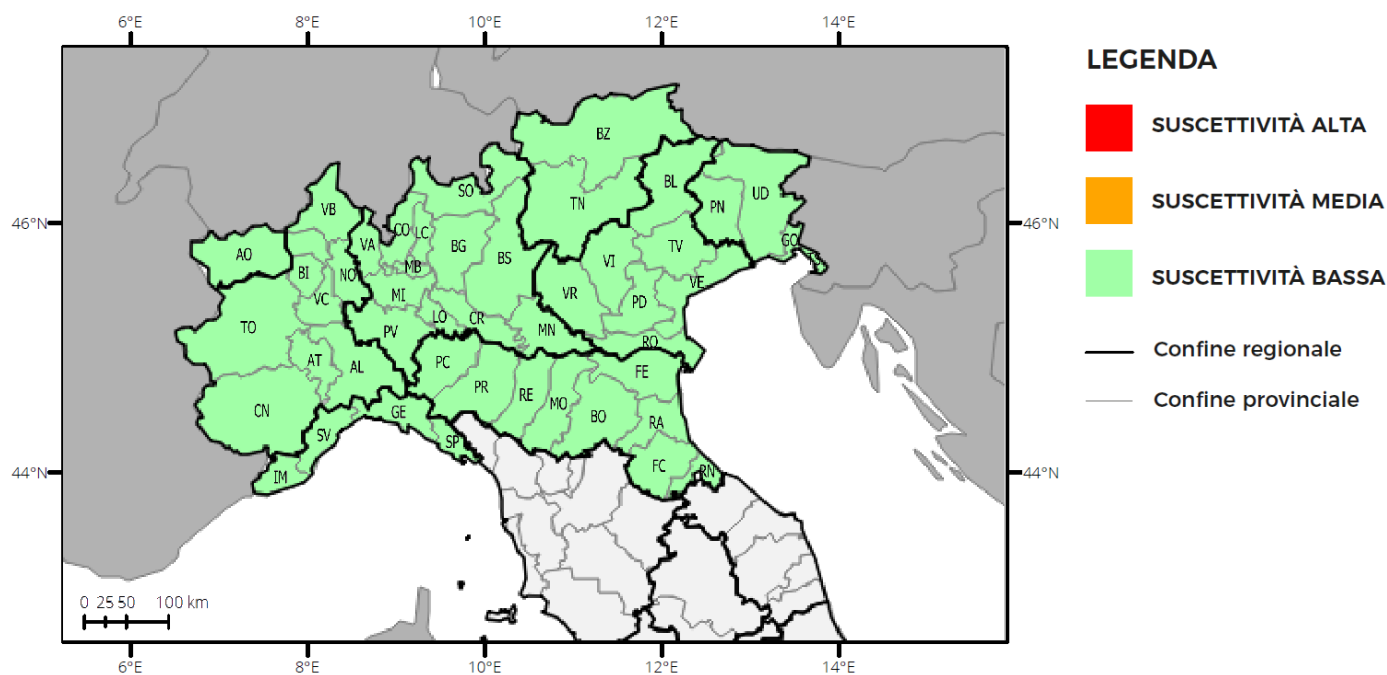 6°E 8°E 10°E 12°E 14°E
LEGENDA
SUSCETTIVITÀ ALTA
SUSCETTIVITÀ MEDIA
SUSCETTIVITÀ BASSA
Confine regionale
Confine provinciale
BZ
SO BL UD
VB TN PN
46°N 46°N
CO LC GO
VA BG TV
AO BS VI
BI NO MB VE
VC MI VR PD
TO LO CR MN
PV RO
AT AL PC FE
PR RE MO
CN GE BO RA
SV SP
44°N IM FC RN 44°N
0 25 50 100 km
6°E 8°E 10°E 12°E 14°E